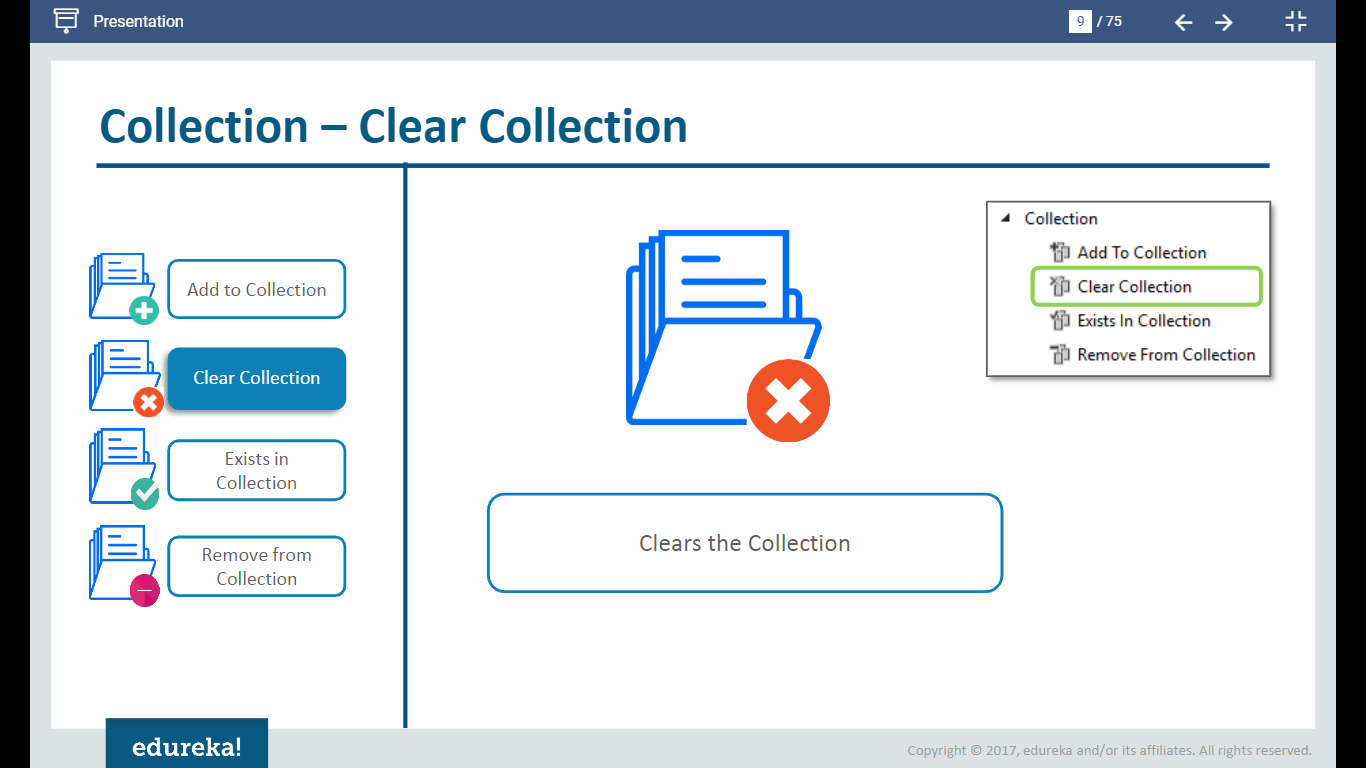 Presentation
9 / 75
Collection – Clear Collection
Add to Collection
Clear Collection
Exists in
Collection
Remove from
Collection
Collection
Add To Collection
Clear Collection
Exists In Collection
Remove From Collection
Clears the Collection
edureka!
Copyright © 2017, edureka and/or its affiliates. All rights reserved.